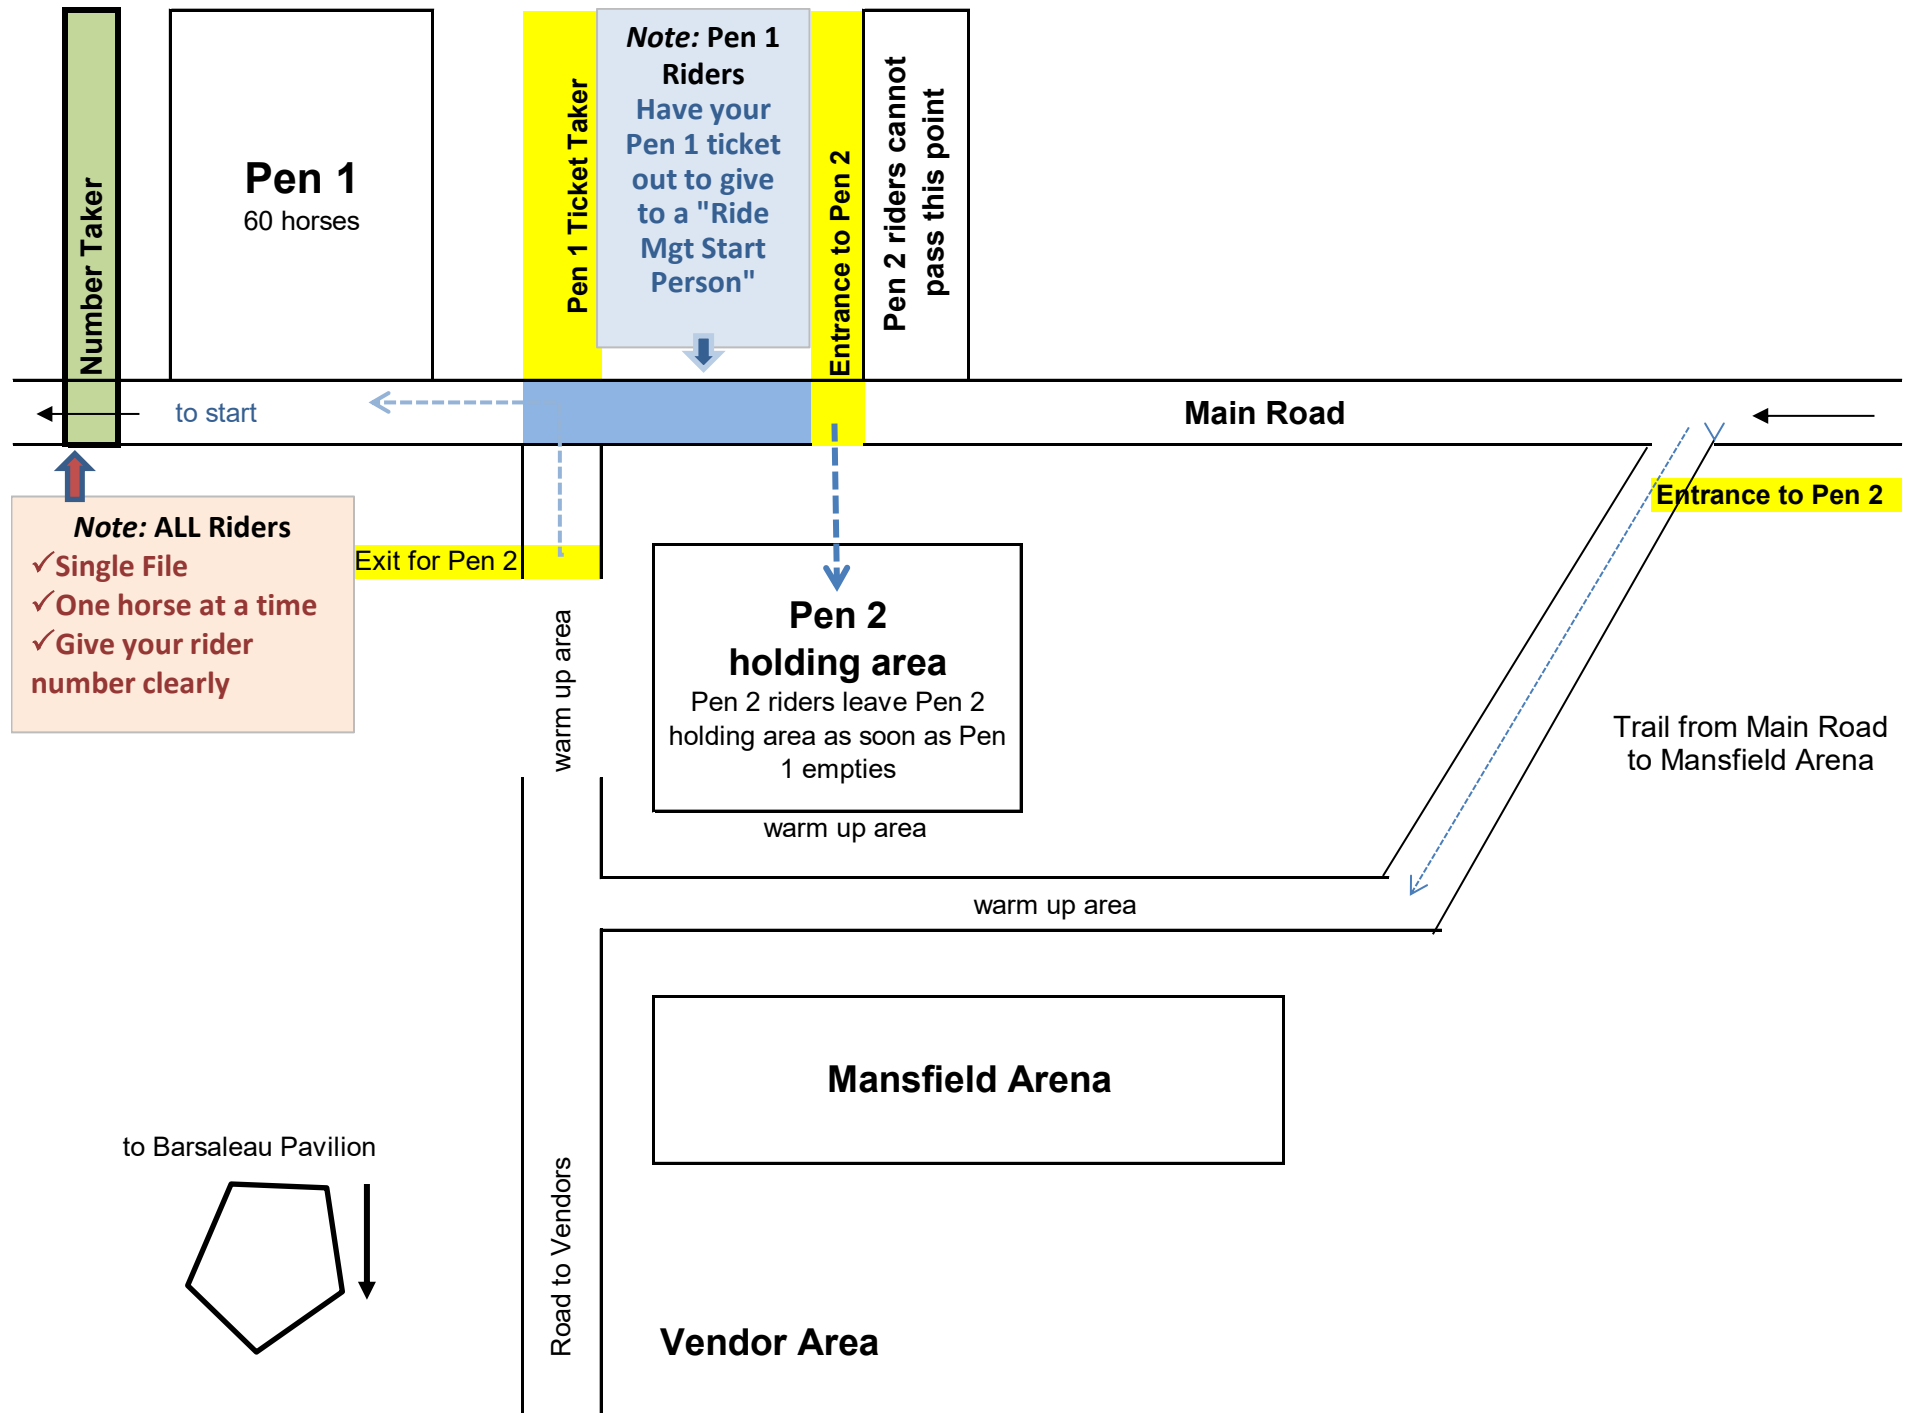 Number Taker
Pen 1
60 horses
Pen 1 Ticket Taker
Note: Pen 1
Riders
Have your
Pen 1 ticket
out to give
to a "Ride
Mgt Start
Person"
Entrance to Pen 2
Pen 2 riders cannot
pass this point
to start
Main Road
Entrance to Pen 2
Note: ALL Riders
✓Single File
✓One horse at a time
✓Give your rider
number clearly
Exit for Pen 2
warm up area
Pen 2
holding area
Pen 2 riders leave Pen 2
holding area as soon as Pen
1 empties
warm up area
Trail from Main Road
to Mansfield Arena
warm up area
Mansfield Arena
to Barsaleau Pavilion
Road to Vendors
Vendor Area